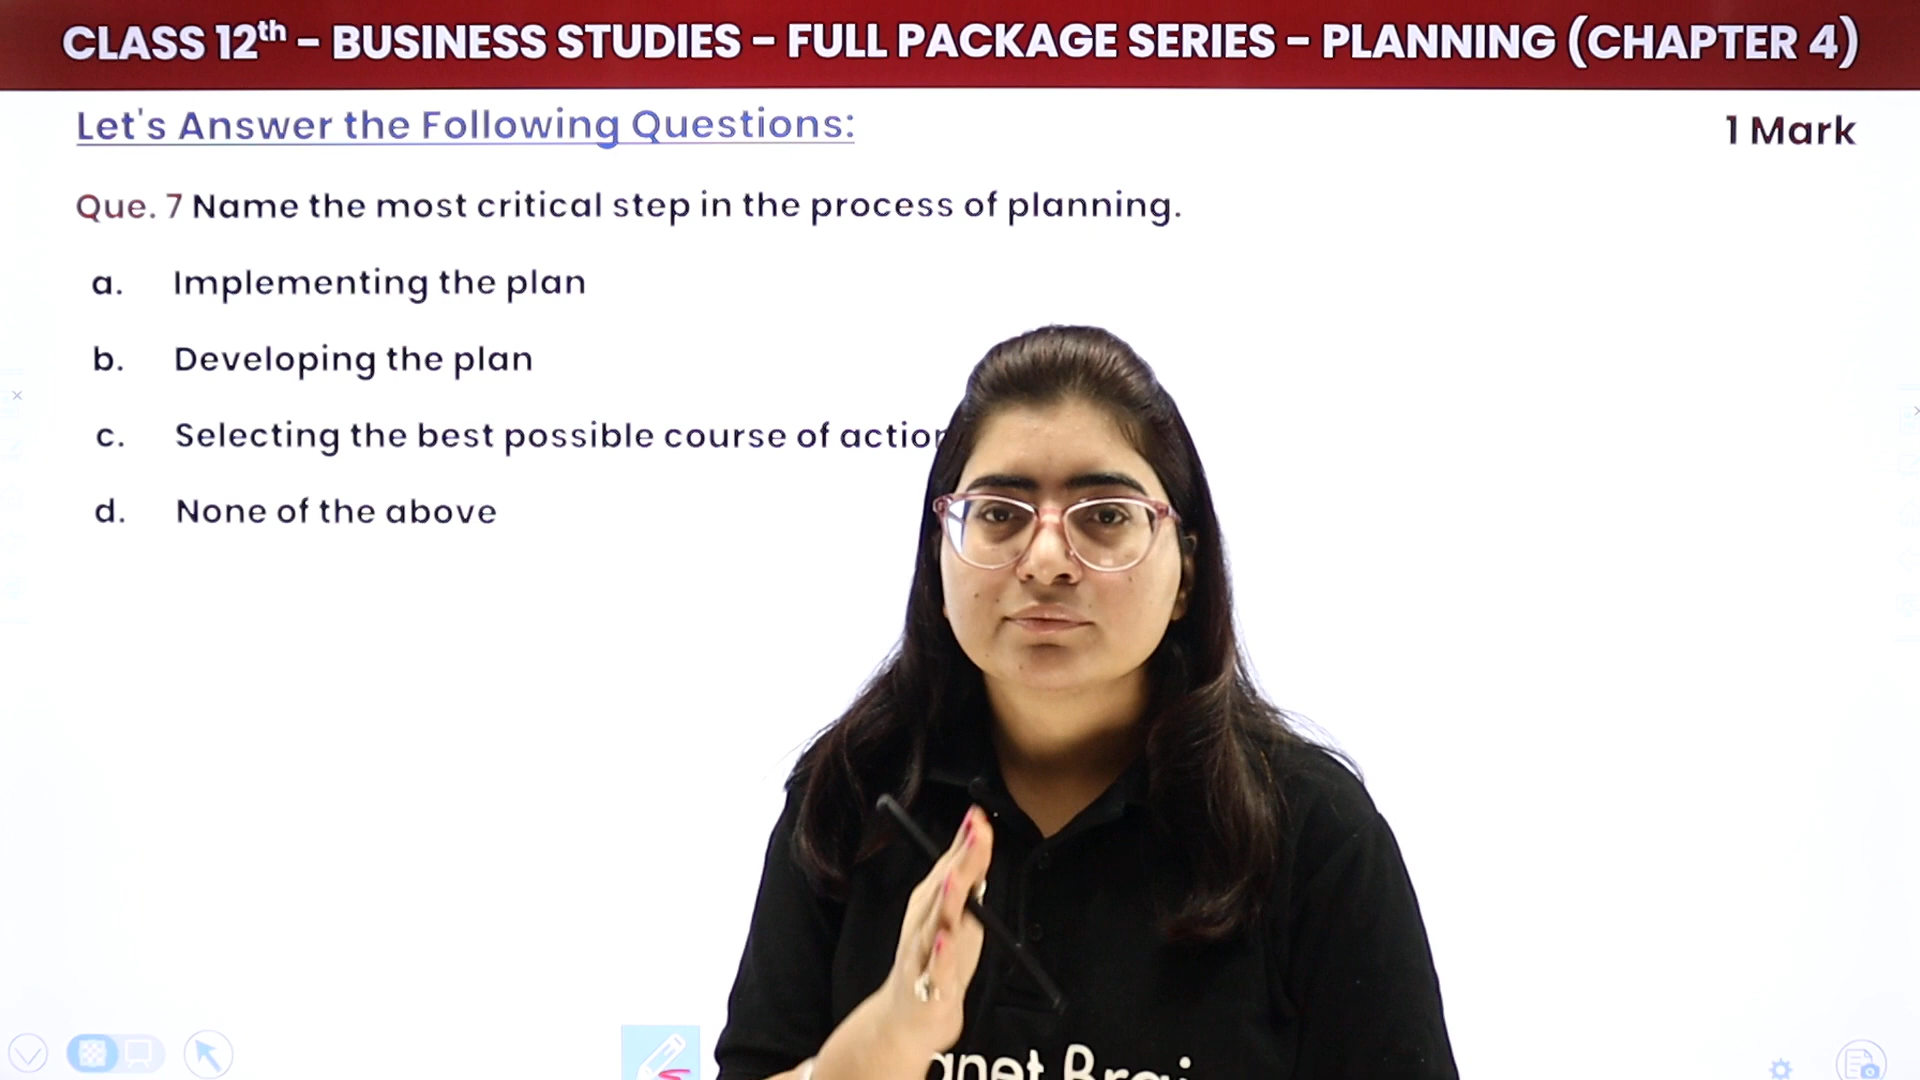 CLASS 12th – BUSINESS STUDIES – FULL PACKAGE SERIES – PLANNING (CHAPTER 4)
Let's Answer the Following Questions:
1 Mark
Que. 7 Name the most critical step in the process of planning.
a. Implementing the plan
b. Developing the plan
c. Selecting the best possible course of action
d. None of the above